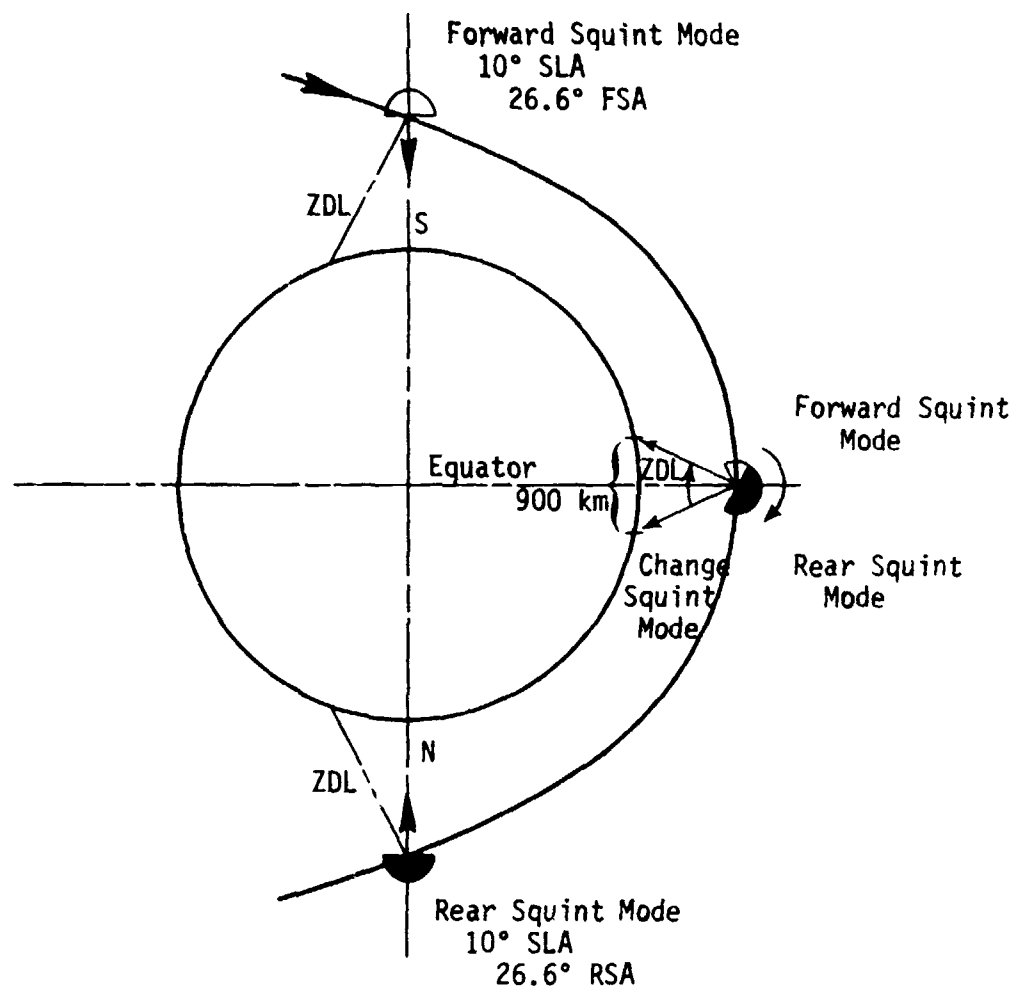 Forward Squint Mode
10° SLA
26.6° FSA
ZDL
S
Forward Squint
Mode
Equator
ZDL
900 km
Change
Squint
Mode
Rear Squint
Mode
N
ZDL
Rear Squint Mode
10° SLA
26.6° RSA